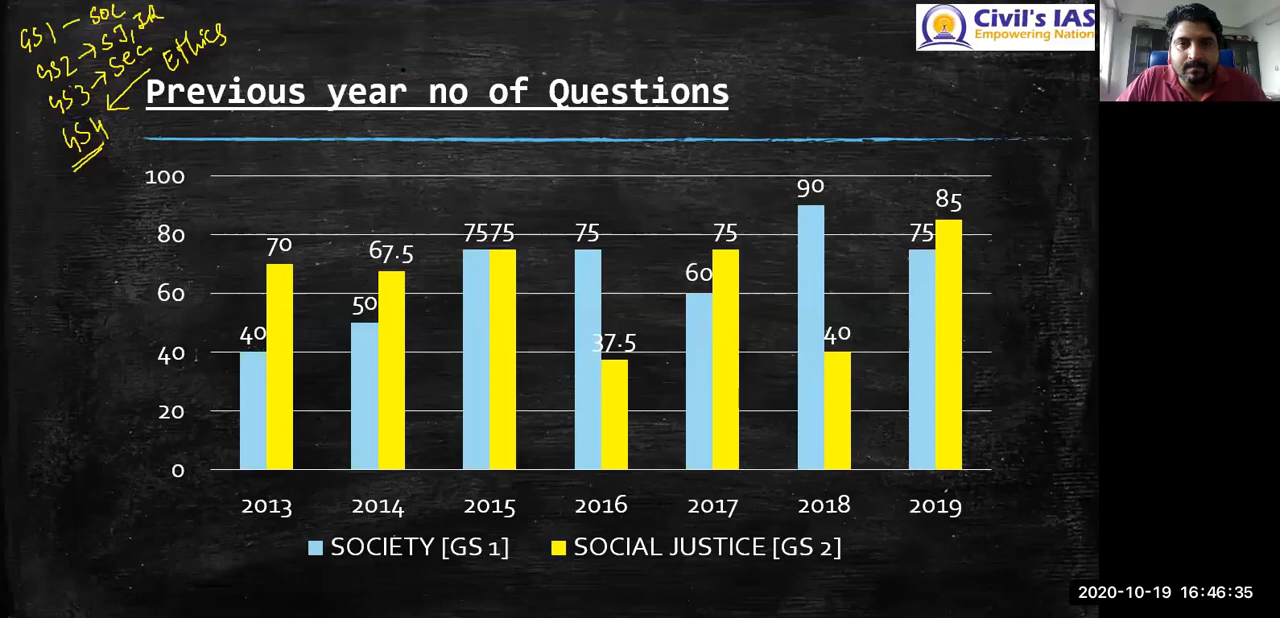 GS1 - SOC
GS2 → SJ, IR
GS3 → Sec
GS4
Ethics
Civil's IAS
Empowering Nation
Previous year no of Questions
100
80
60
40
20
0
40 70
50 67.5
75 75
75 37.5
60 75
90 40
75 85
2013 2014 2015 2016 2017 2018 2019
SOCIETY [GS 1] SOCIAL JUSTICE [GS 2]
2020-10-19 16:46:35